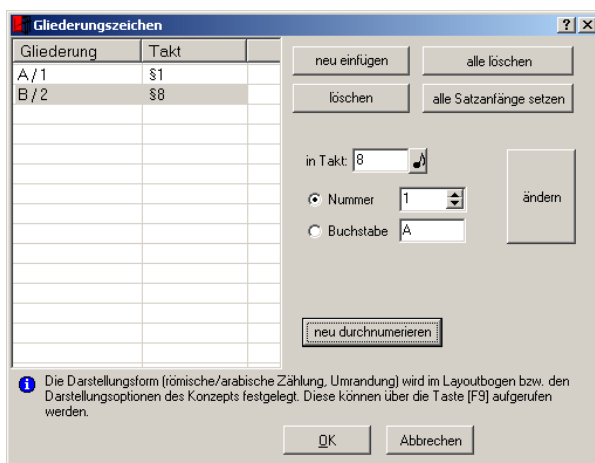 Gliederungszeichen
Gliederung Takt
A/1 §1
B/2 §8
neu einfügen alle löschen
löschen alle Satzanfänge setzen
in Takt: 8
Nummer 1 ändern
Buchstabe A
neu durchnumerieren
Die Darstellungsform (römische/arabische Zählung, Umrandung) wird im Layoutbogen bzw. den
Darstellungsoptionen des Konzepts festgelegt. Diese können über die Taste [F9] aufgerufen
werden.
OK Abbrechen